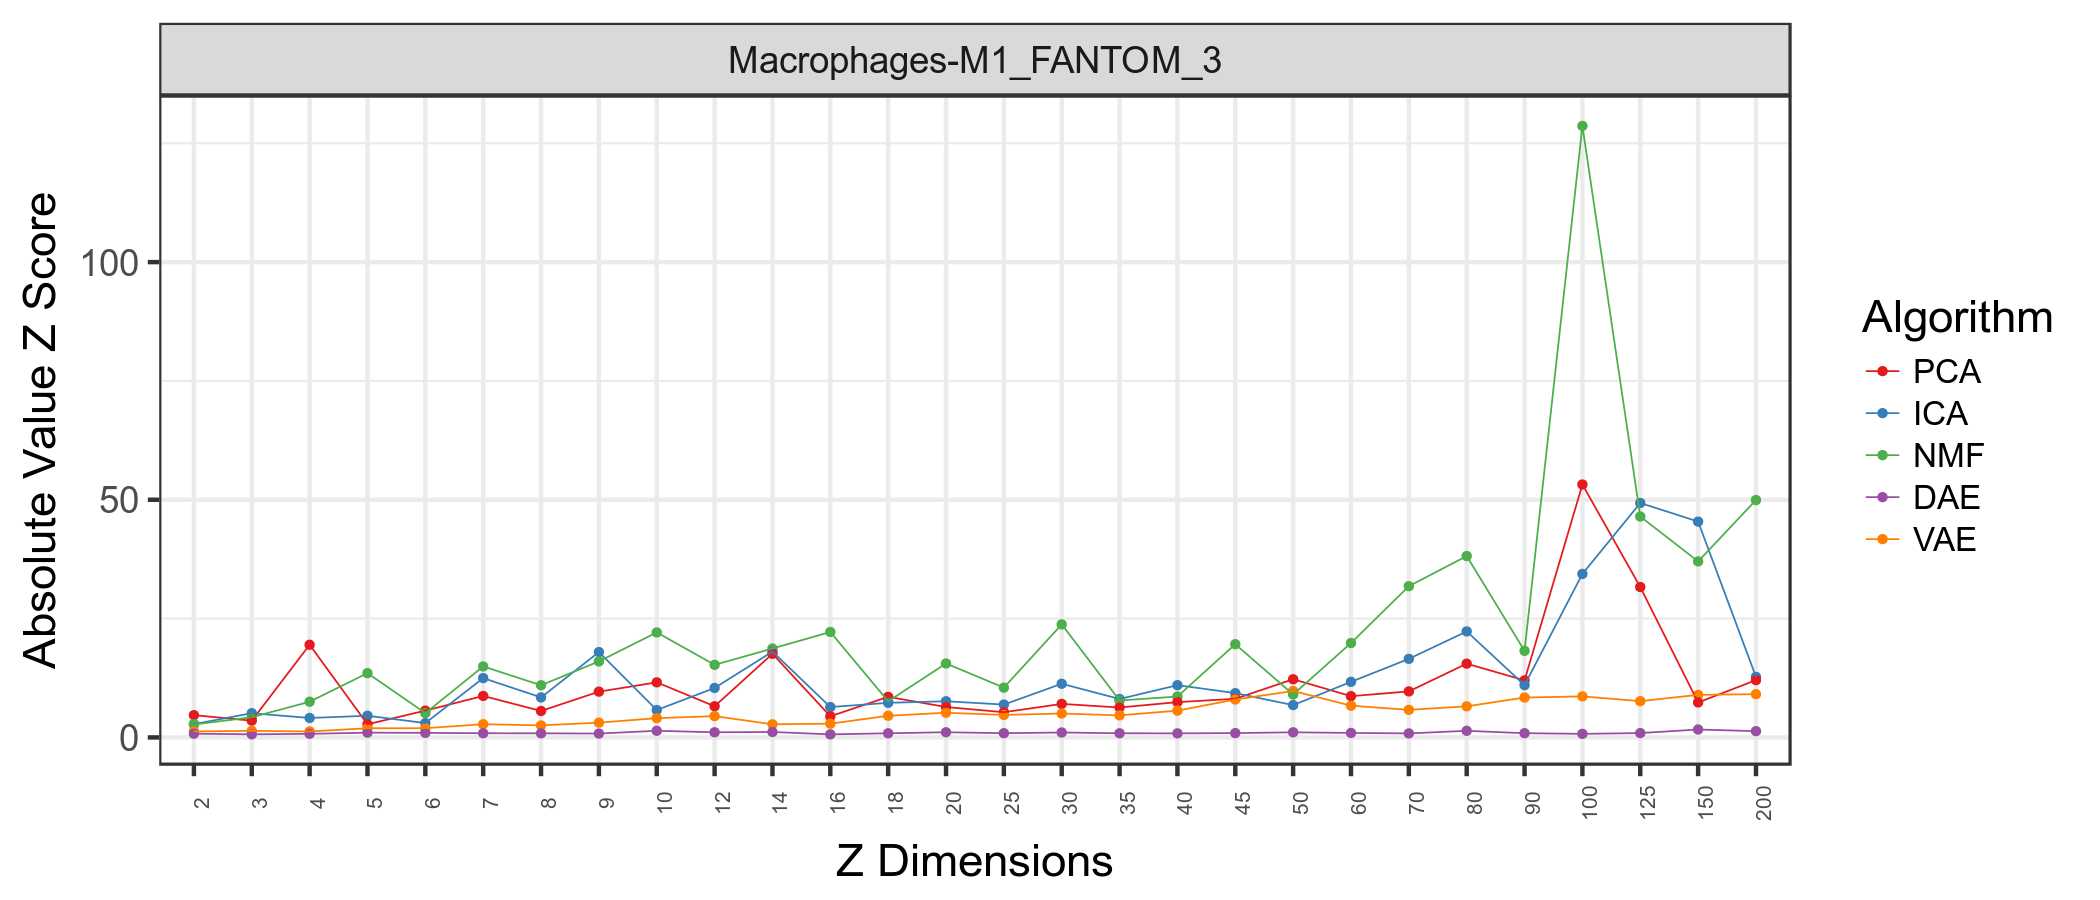 Macrophages-M1_FANTOM_3
Absolute Value Z Score
100
50
0
2 3 4 5 6 7 8 9 10 12 14 16 18 20 25 30 35 40 45 50 60 70 80 90 100 125 150 200
Z Dimensions
Algorithm
PCA
ICA
NMF
DAE
VAE